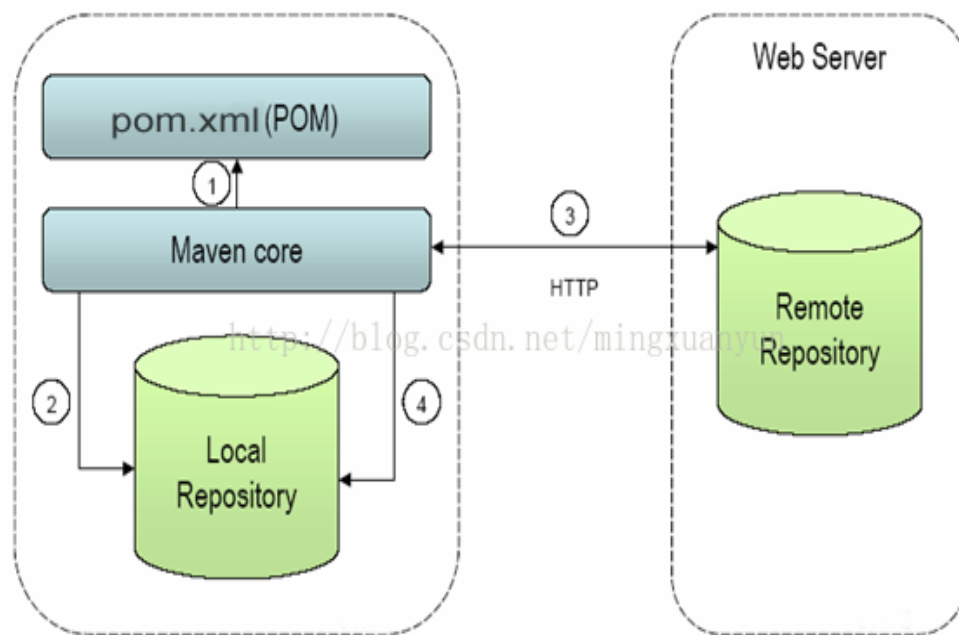 Web Server
pom.xml(POM)
1
Maven core
3
HTTP
http://blog.csdn.net/mingxuanyun
Remote
Repository
2
4
Local
Repository